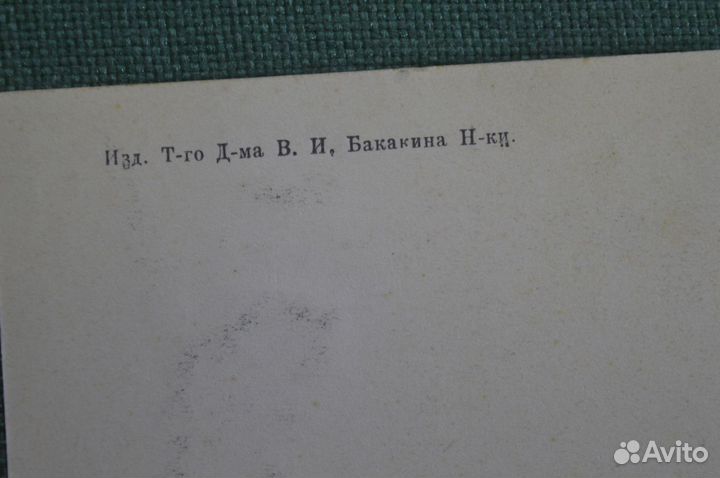 Изд. Т-го Д-ма В. И, Бакакина Н-ки.
Avito